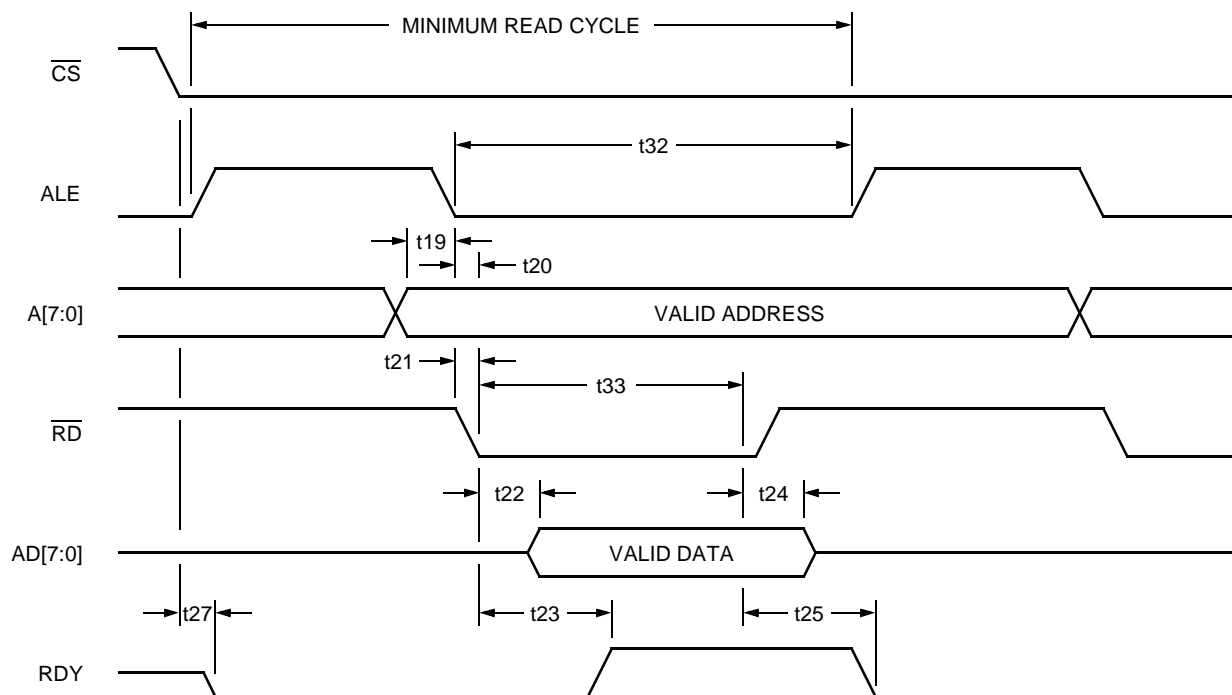 MINIMUM READ CYCLE
CS
t32
ALE
t19
t20
A[7:0]
VALID ADDRESS
t21
t33
RD
t22
t24
AD[7:0]
VALID DATA
t27
t23
t25
RDY